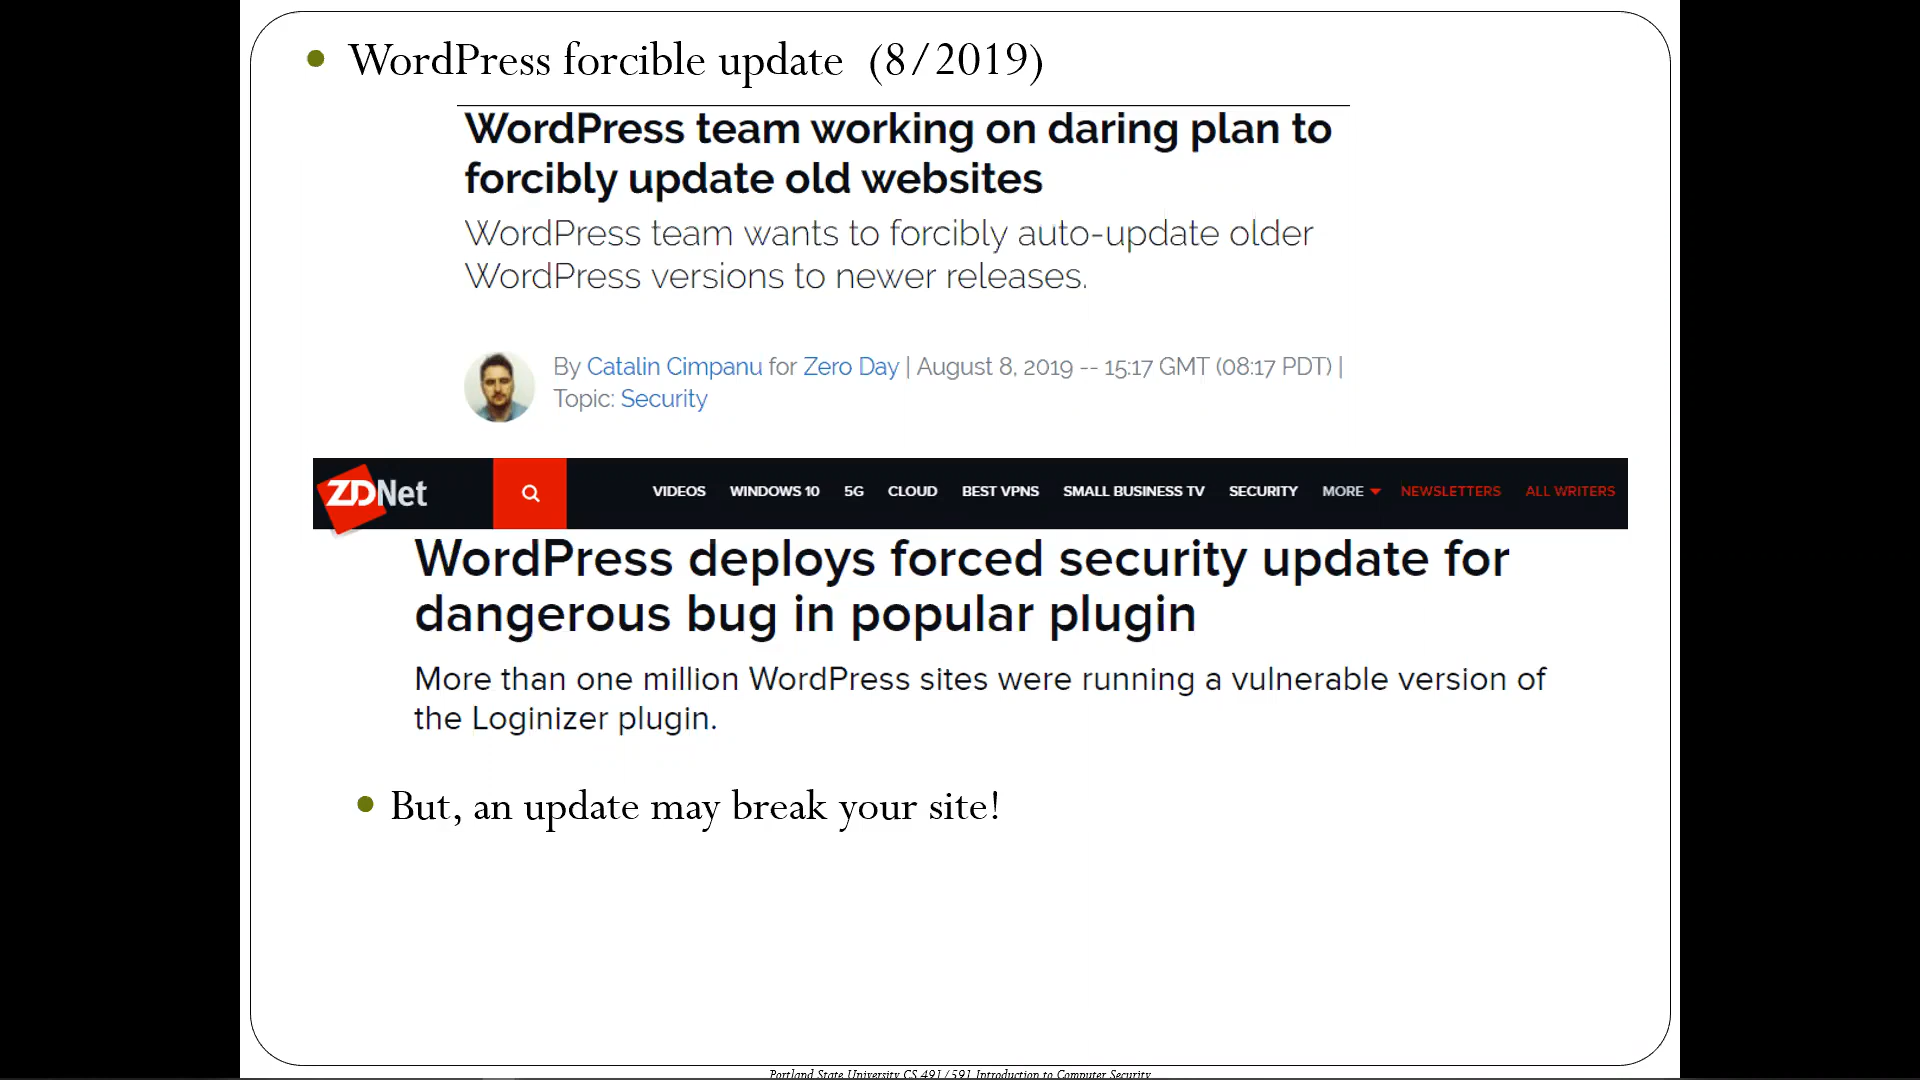 WordPress forcible update (8/2019)
WordPress team working on daring plan to
forcibly update old websites
WordPress team wants to forcibly auto-update older
WordPress versions to newer releases.
By Catalin Cimpanu for Zero Day | August 8, 2019 -- 15:17 GMT (08:17 PDT) |
Topic: Security
ZDNet VIDEOS WINDOWS 10 5G CLOUD BEST VPNS SMALL BUSINESS TV SECURITY MORE NEWSLETTERS ALL WRITERS
WordPress deploys forced security update for
dangerous bug in popular plugin
More than one million WordPress sites were running a vulnerable version of
the Loginizer plugin.
But, an update may break your site!
Portland State University CS 491/591 Introduction to Computer Security